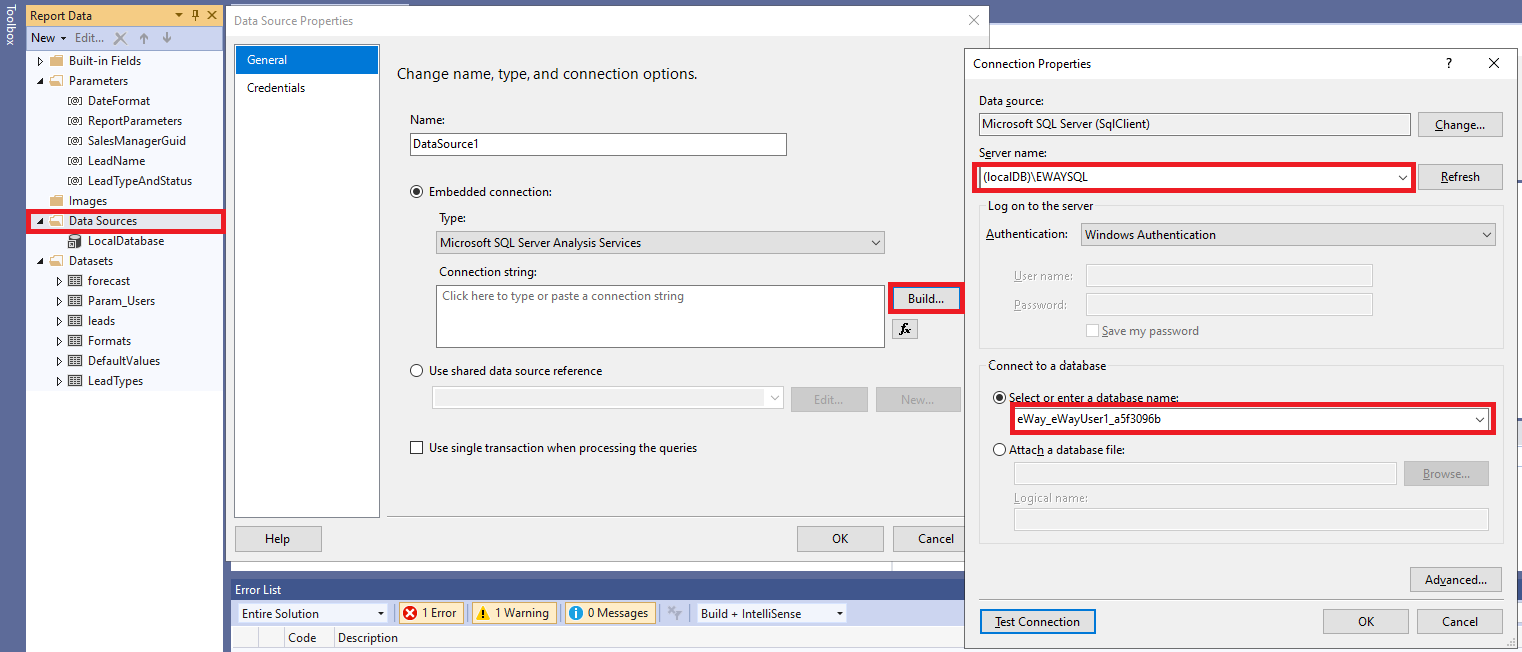 Toolbox
Report Data
New Edit...
Built-in Fields
Parameters
DateFormat
ReportParameters
SalesManagerGuid
LeadName
LeadTypeAndStatus
Images
Data Sources
LocalDatabase
Datasets
forecast
Param_Users
leads
Formats
DefaultValues
LeadTypes
Data Source Properties
General
Credentials
Change name, type, and connection options.
Name:
DataSource1
Embedded connection:
Type:
Microsoft SQL Server Analysis Services
Connection string:
Click here to type or paste a connection string
Build...
fx
Use shared data source reference
Edit...
New...
Use single transaction when processing the queries
Help
OK
Cancel
Error List
Entire Solution
1 Error
1 Warning
0 Messages
Build + IntelliSense
Code
Description
Connection Properties
?
Data source:
Microsoft SQL Server (SqlClient)
Change...
Server name:
(localDB)\EWAYSQL
Refresh
Log on to the server
Authentication:
Windows Authentication
User name:
Password:
Save my password
Connect to a database
Select or enter a database name:
eWay_eWayUser1_a5f3096b
Attach a database file:
Browse...
Logical name:
Advanced...
Test Connection
OK
Cancel